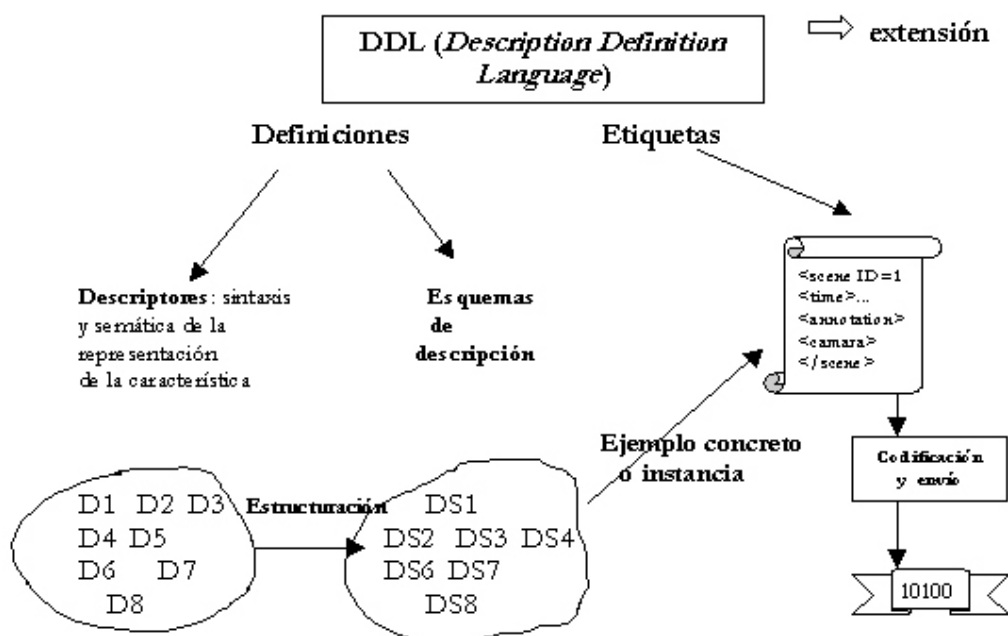 DDL (Description Definition
Language)
extensión
Definiciones
Etiquetas
Descriptores: sintaxis
y semática de la
representación
de la característica
Esquemas
de
descripción
<scene ID=1
<time>...
<annotation>
<camara>
</scene>
Ejemplo concreto
o instancia
Codificación
y envío
D1 D2 D3
D4 D5
D6 D7
D8
Estructuración
DS1
DS2 DS3 DS4
DS6 DS7
DS8
10100